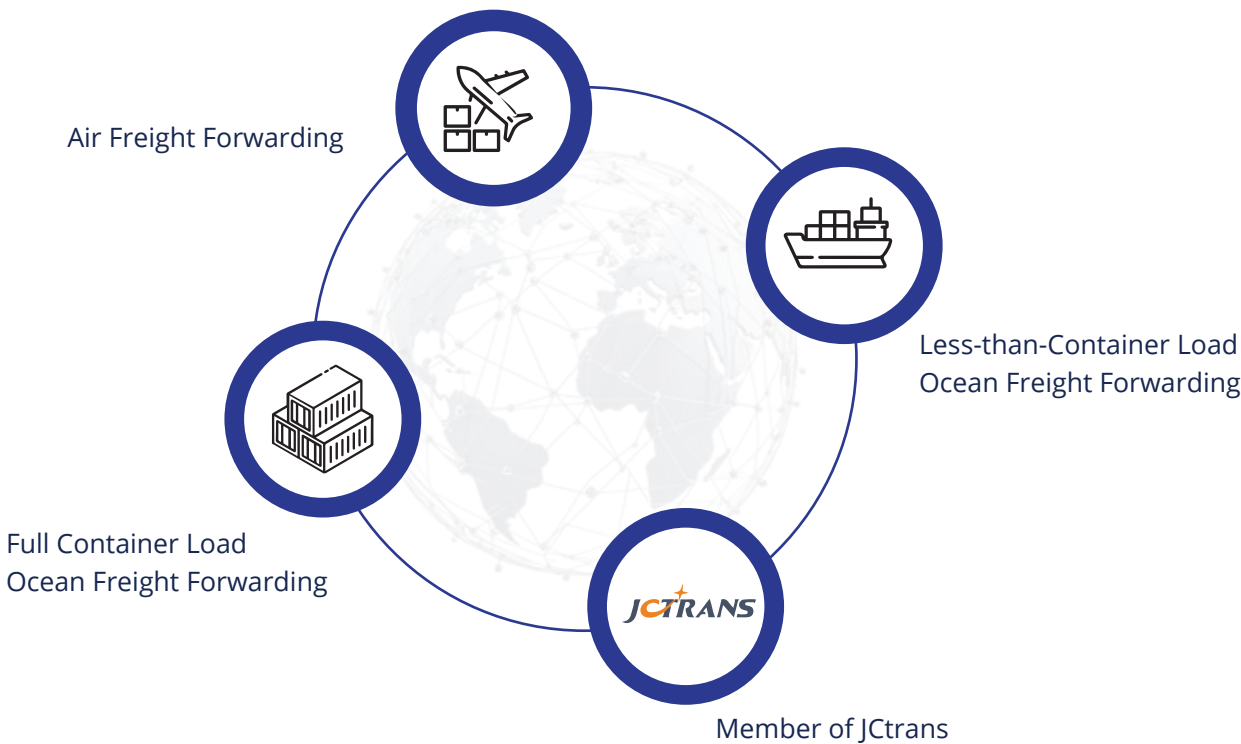 Air Freight Forwarding
Less-than-Container Load
Ocean Freight Forwarding
Full Container Load
Ocean Freight Forwarding
JCTRANS
Member of JCtrans